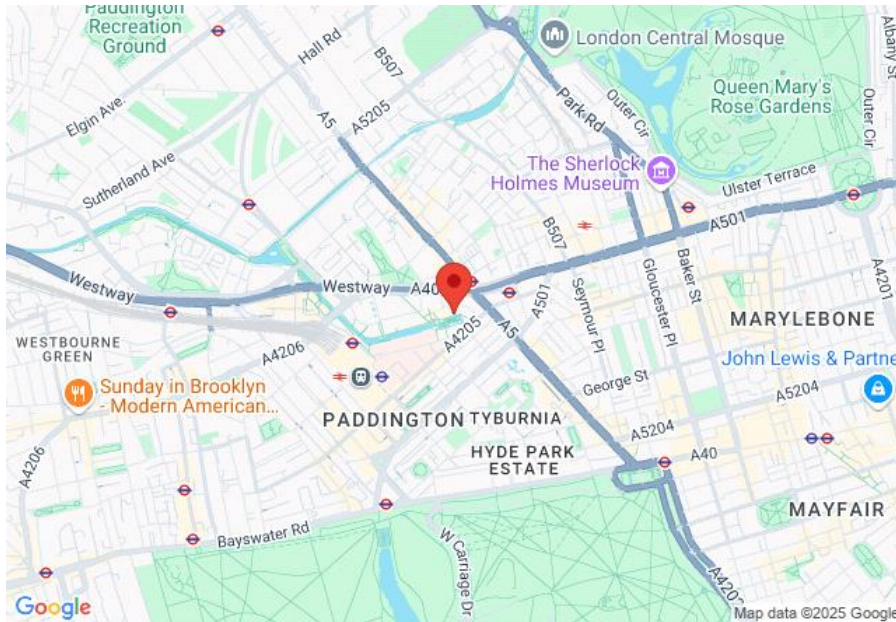 Paddington
Recreation
Ground
Hall Rd
B507
London Central Mosque
Albany St
Elgin Ave.
A5
A5205
Park Rd
Outer Cir
Queen Mary's
Rose Gardens
Outer Cir
Sutherland Ave
The Sherlock
Holmes Museum
Ulster Terrace
B507
A501
Westway
Westway
A40
A501
Seymour Pl
Gloucester Pl
Baker St
A4201
WESTBOURNE
GREEN
A4206
A4205
A5
MARYLEBONE
Sunday in Brooklyn
- Modern American...
George St
John Lewis & Partne
A5204
PADDINGTON
TYBURNIA
A5204
HYDE PARK
ESTATE
A40
A4206
Bayswater Rd
W Carriage Dr
MAYFAIR
A4202
Google
Map data ©2025 Google